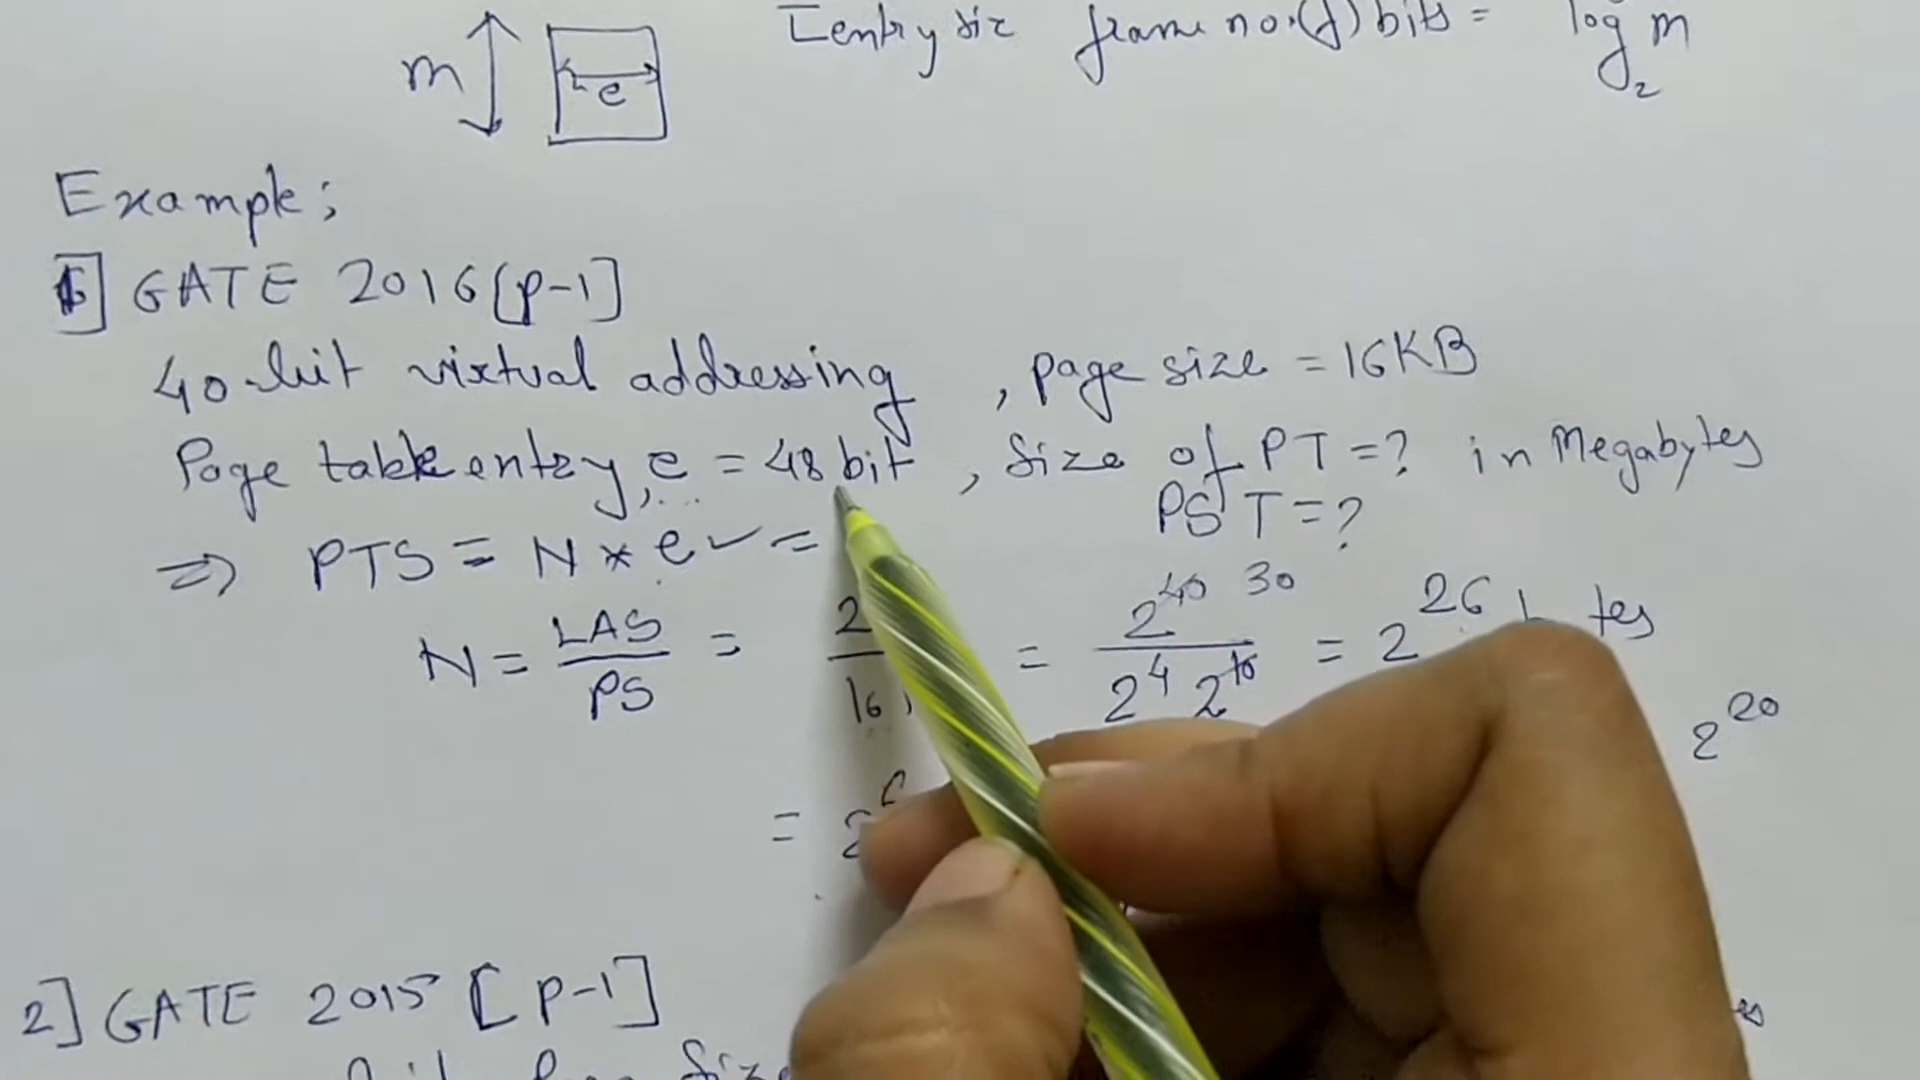 m e entry siz frame no.(f) bits = log₂ m
Example;
1] GATE 2016 [P-1]
40-bit virtual addressing , page size = 16KB
Page table entry, e = 48 bit , Size of PT = ? in Megabytes
PST = ?
⇒ PTS = N * e ✓ =
N = LAS / PS = 2 / 16 = 2^40 30 / 2^4 2^10 = 2^26
2^20
= 2
2] GATE 2015 [P-1]